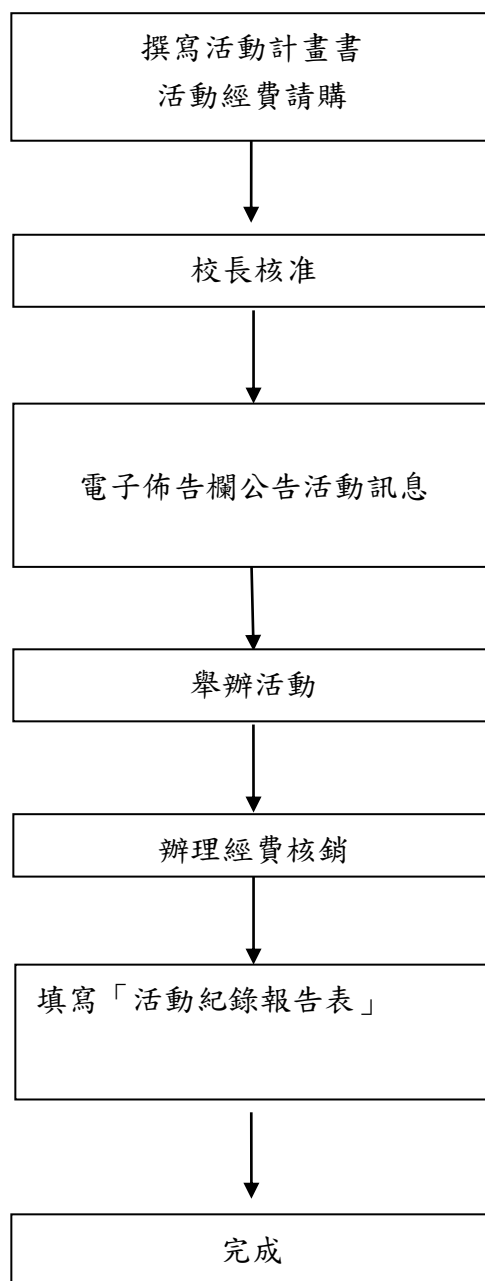 撰寫活動計畫書
活動經費請購
校長核准
電子佈告欄公告活動訊息
舉辦活動
辦理經費核銷
填寫「活動紀錄報告表」
完成